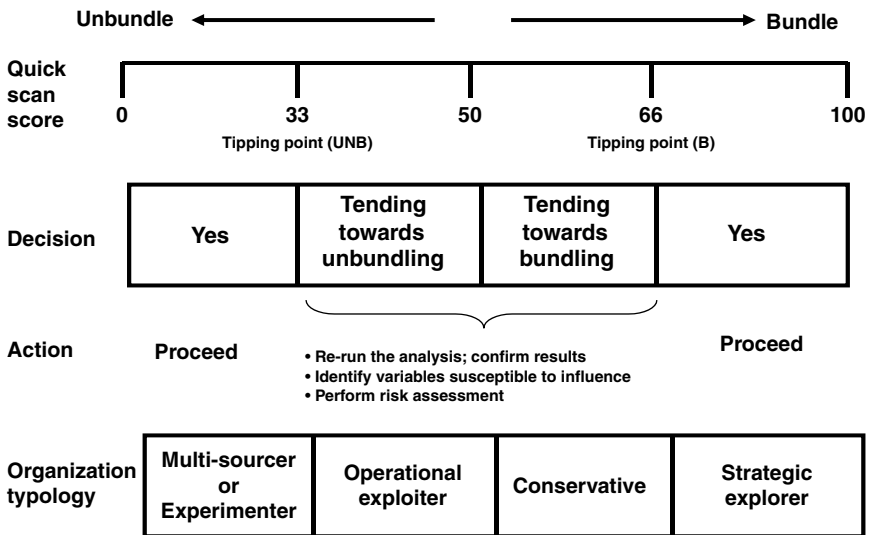 Unbundle
Bundle
Quick
scan
score
0
33
50
66
100
Tipping point (UNB)
Tipping point (B)
Decision
Yes
Tending
towards
unbundling
Tending
towards
bundling
Yes
Action
Proceed
• Re-run the analysis; confirm results
• Identify variables susceptible to influence
• Perform risk assessment
Proceed
Organization
typology
Multi-sourcer
or
Experimenter
Operational
exploiter
Conservative
Strategic
explorer